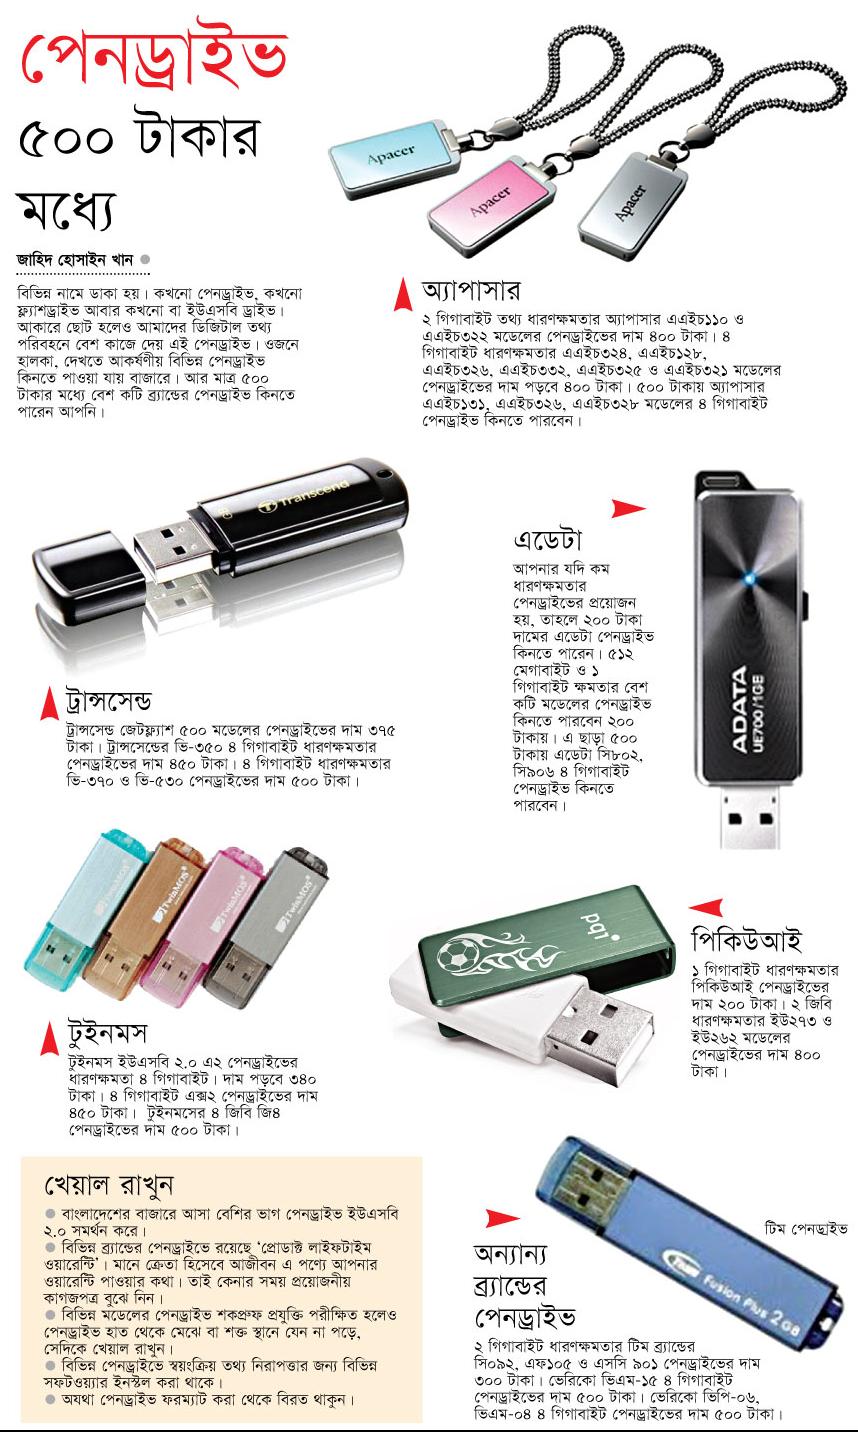 পেনড্রাইভ
৫০০ টাকার
মধ্যে
জাহিদ হোসাইন খান
বিভিন্ন নামে ডাকা হয়। কখনো পেনড্রাইভ, কখনো
ফ্ল্যাশড্রাইভ আবার কখনো বা ইউএসবি ড্রাইভ।
আকারে ছোট হলেও আমাদের ডিজিটাল তথ্য
পরিবহনে বেশ কাজে দেয় এই পেনড্রাইভ। ওজনে
হালকা, দেখতে আকর্ষণীয় বিভিন্ন পেনড্রাইভ
কিনতে পাওয়া যায় বাজারে। আর মাত্র ৫০০
টাকার মধ্যে বেশ কটি ব্র্যান্ডের পেনড্রাইভ কিনতে
পারেন আপনি।
Apacer
Apacer
Apacer
অ্যাপাসার
২ গিগাবাইট তথ্য ধারণক্ষমতার অ্যাপাসার এএইচ১১০ ও
এএইচ৩২২ মডেলের পেনড্রাইভের দাম ৪০০ টাকা। ৪
গিগাবাইট ধারণক্ষমতার এএইচ৩২৪, এএইচ১২৮,
এএইচ৩২৬, এএইচ৩৩২, এএইচ৩২৫ ও এএইচ৩২১ মডেলের
পেনড্রাইভের দাম পড়বে ৪০০ টাকা। ৫০০ টাকায় অ্যাপাসার
এএইচ১৩১, এএইচ৩২৬, এএইচ৩২৮ মডেলের ৪ গিগাবাইট
পেনড্রাইভ কিনতে পারবেন।
Transcend
ট্রান্সসেন্ড
ট্রান্সসেন্ড জেটফ্ল্যাশ ৫০০ মডেলের পেনড্রাইভের দাম ৩৭৫
টাকা। ট্রান্সসেন্ডের ভি-৩৫০ ৪ গিগাবাইট ধারণক্ষমতার
পেনড্রাইভের দাম ৪৫০ টাকা। ৪ গিগাবাইট ধারণক্ষমতার
ভি-৩৭০ ও ভি-৫৩০ পেনড্রাইভের দাম ৫০০ টাকা।
এডেটা
আপনার যদি কম
ধারণক্ষমতার
পেনড্রাইভের প্রয়োজন
হয়, তাহলে ২০০ টাকা
দামের এডেটা পেনড্রাইভ
কিনতে পারেন। ৫১২
মেগাবাইট ও ১
গিগাবাইট ক্ষমতার বেশ
কটি মডেলের পেনড্রাইভ
কিনতে পারবেন ২০০
টাকায়। এ ছাড়া ৫০০
টাকায় এডেটা সি৮০২,
সি৯০৬ ৪ গিগাবাইট
পেনড্রাইভ কিনতে
পারবেন।
ADATA
UE700/1GB
TwinMOS
TwinMOS
TwinMOS
TwinMOS
টুইনমস
টুইনমস ইউএসবি ২.০ এ২ পেনড্রাইভের
ধারণক্ষমতা ৪ গিগাবাইট। দাম পড়বে ৩৪০
টাকা। ৪ গিগাবাইট এক্স২ পেনড্রাইভের দাম
৪৫০ টাকা। টুইনমসের ৪ জিবি জি৪
পেনড্রাইভের দাম ৫০০ টাকা।
pqi
পিকিউআই
১ গিগাবাইট ধারণক্ষমতার
পিকিউআই পেনড্রাইভের
দাম ২০০ টাকা। ২ জিবি
ধারণক্ষমতার ইউ২৭৩ ও
ইউ২৬২ মডেলের
পেনড্রাইভের দাম ৪০০
টাকা।
খেয়াল রাখুন
● বাংলাদেশের বাজারে আসা বেশির ভাগ পেনড্রাইভ ইউএসবি
২.০ সমর্থন করে।
● বিভিন্ন ব্র্যান্ডের পেনড্রাইভে রয়েছে ‘প্রোডাক্ট লাইফটাইম
ওয়ারেন্টি’। মানে ক্রেতা হিসেবে আজীবন এ পণ্যে আপনার
ওয়ারেন্টি পাওয়ার কথা। তাই কেনার সময় প্রয়োজনীয়
কাগজপত্র বুঝে নিন।
● বিভিন্ন মডেলের পেনড্রাইভ শকপ্রুফ প্রযুক্তি পরীক্ষিত হলেও
পেনড্রাইভ হাত থেকে মেঝে বা শক্ত স্থানে যেন না পড়ে,
সেদিকে খেয়াল রাখুন।
● বিভিন্ন পেনড্রাইভে স্বয়ংক্রিয় তথ্য নিরাপত্তার জন্য বিভিন্ন
সফটওয়্যার ইনস্টল করা থাকে।
● অযথা পেনড্রাইভ ফরম্যাট করা থেকে বিরত থাকুন।
টিম পেনড্রাইভ
Team Fusion Plus 2GB
অন্যান্য
ব্র্যান্ডের
পেনড্রাইভ
২ গিগাবাইট ধারণক্ষমতার টিম ব্র্যান্ডের
সি০৯২, এফ১০৫ ও এসসি ৯০১ পেনড্রাইভের দাম
৩০০ টাকা। ভেরিকো ভিএম-১৫ ৪ গিগাবাইট
পেনড্রাইভের দাম ৫০০ টাকা। ভেরিকো ভিপি-০৬,
ভিএম-০৪ ৪ গিগাবাইট পেনড্রাইভের দাম ৫০০ টাকা।